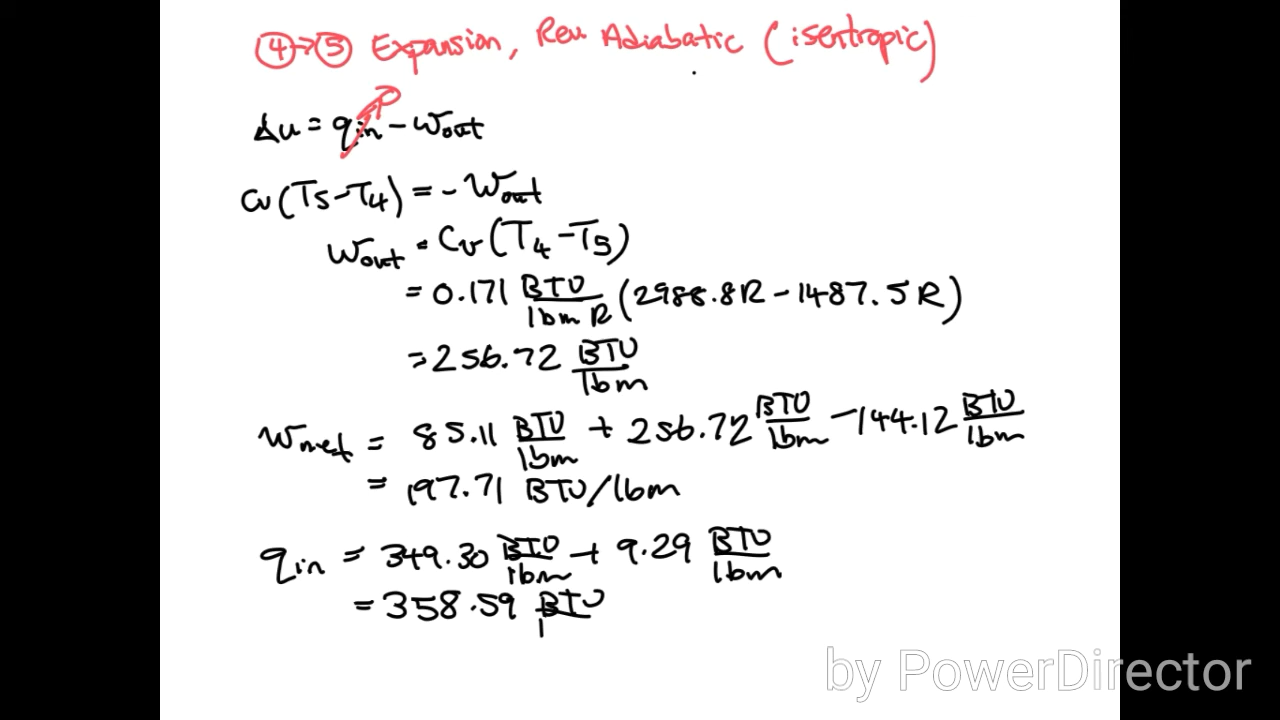 ④→⑤ Expansion, Rev Adiabatic (isentropic)
0
Δu = qin - Wout
Cv(T5-T4) = - Wout
Wout = Cv(T4-T5)
= 0.171 BTU/lbm R (2988.8R - 1487.5R)
= 256.72 BTU/lbm
Wnet = 85.11 BTU/lbm + 256.72 BTU/lbm - 144.12 BTU/lbm
= 197.71 BTU/lbm
qin = 349.30 BTU/lbm + 9.29 BTU/lbm
= 358.59 BTU/l
by PowerDirector